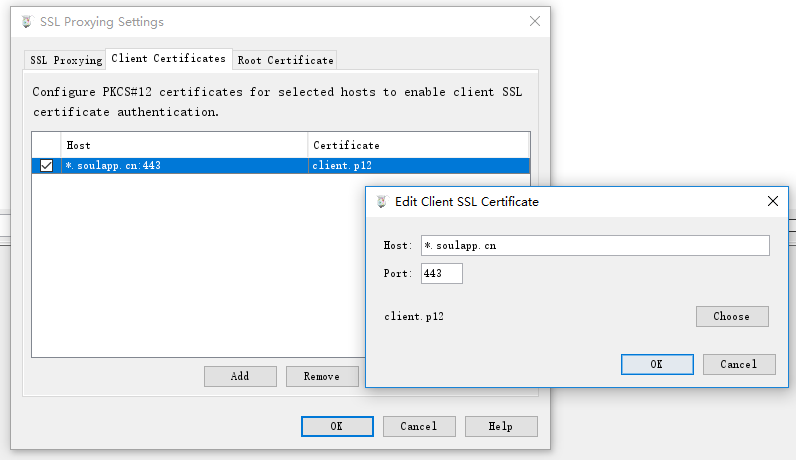 SSL Proxying Settings
SSL Proxying Client Certificates Root Certificate
Configure PKCS#12 certificates for selected hosts to enable client SSL
certificate authentication.
Host Certificate
*.soulapp.cn:443 client.p12
Add Remove
OK Cancel Help
Edit Client SSL Certificate
Host: *.soulapp.cn
Port: 443
client.p12 Choose
OK Cancel